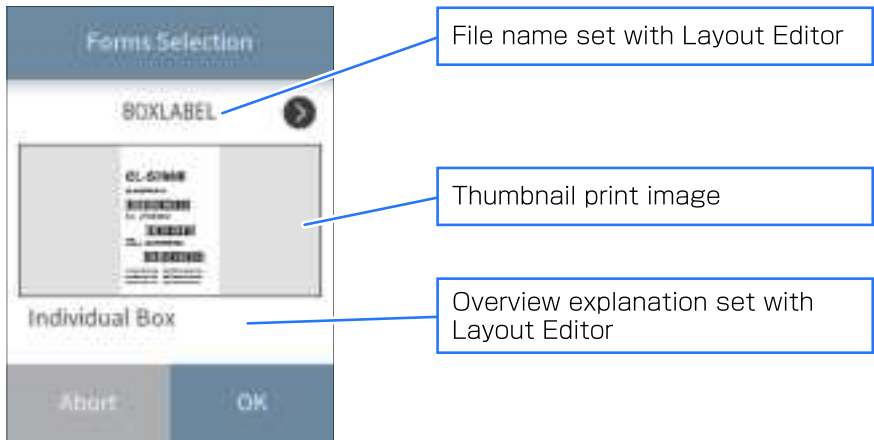 Forms Selection
File name set with Layout Editor
BOXLABEL
Thumbnail print image
Overview explanation set with
Layout Editor
Individual Box
Abort
OK